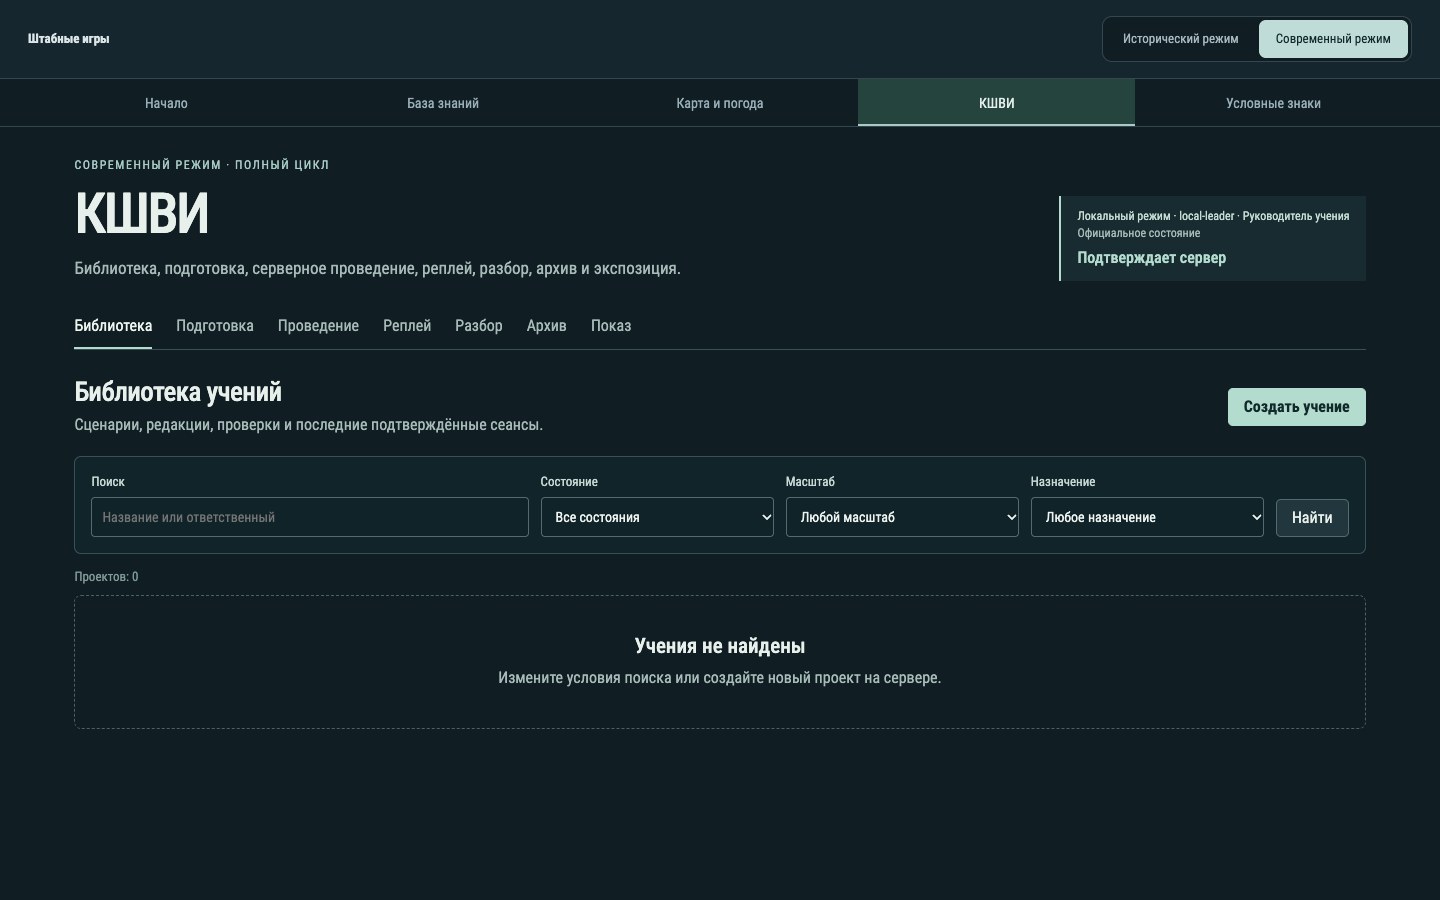 Штабные игры
Исторический режим
Современный режим
Начало
База знаний
Карта и погода
КШВИ
Условные знаки
СОВРЕМЕННЫЙ РЕЖИМ · ПОЛНЫЙ ЦИКЛ
КШВИ
Библиотека, подготовка, серверное проведение, реплей, разбор, архив и экспозиция.
Локальный режим · local-leader · Руководитель учения
Официальное состояние
Подтверждает сервер
Библиотека
Подготовка
Проведение
Реплей
Разбор
Архив
Показ
Библиотека учений
Сценарии, редакции, проверки и последние подтверждённые сеансы.
Создать учение
Поиск
Состояние
Масштаб
Назначение
Название или ответственный
Все состояния
Любой масштаб
Любое назначение
Найти
Проектов: 0
Учения не найдены
Измените условия поиска или создайте новый проект на сервере.